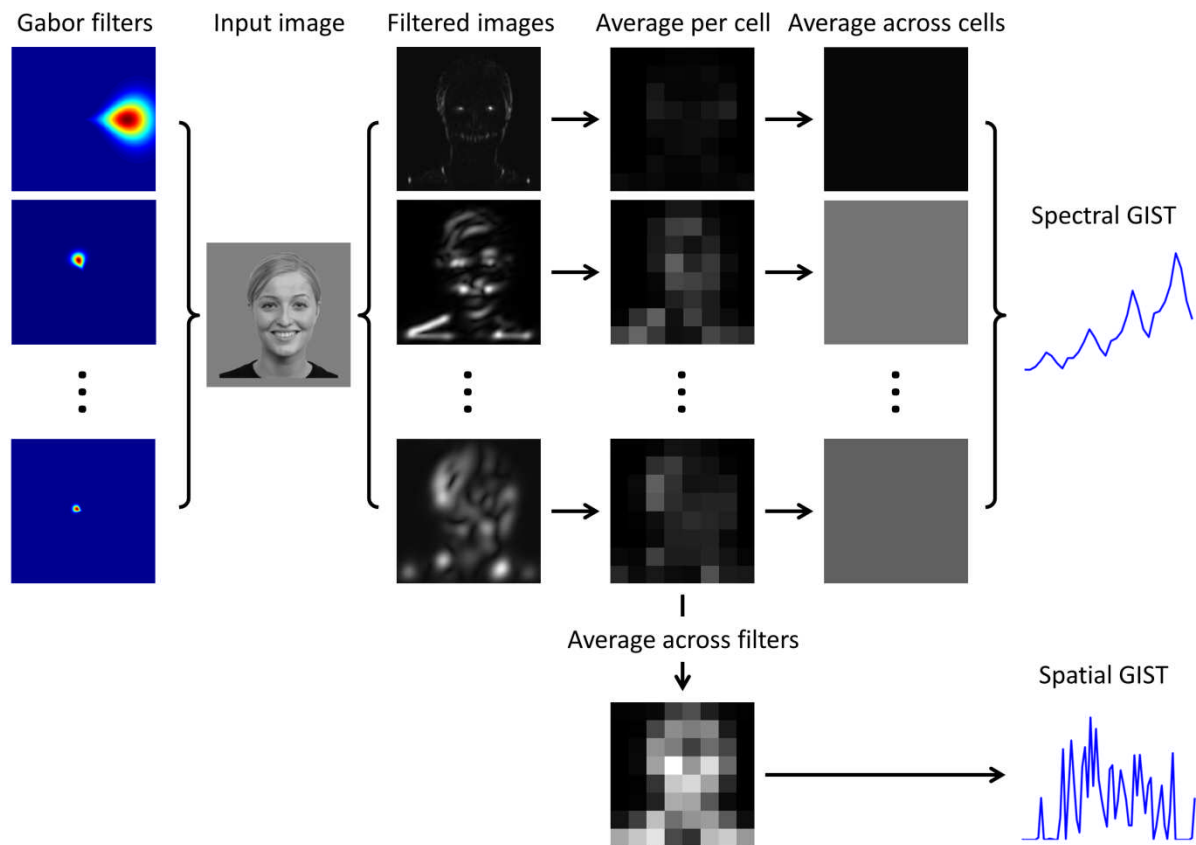 Gabor filters
Input image
Filtered images
Average per cell
Average across cells
Spectral GIST
Average across filters
Spatial GIST